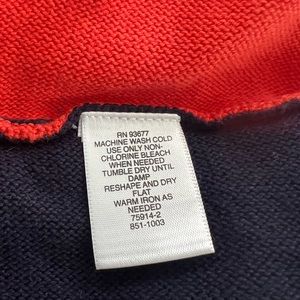 RN 93677
MACHINE WASH COLD
USE ONLY NON-
CHLORINE BLEACH
WHEN NEEDED
TUMBLE DRY UNTIL
DAMP
RESHAPE AND DRY
FLAT
WARM IRON AS
NEEDED
75914-2
851-1003